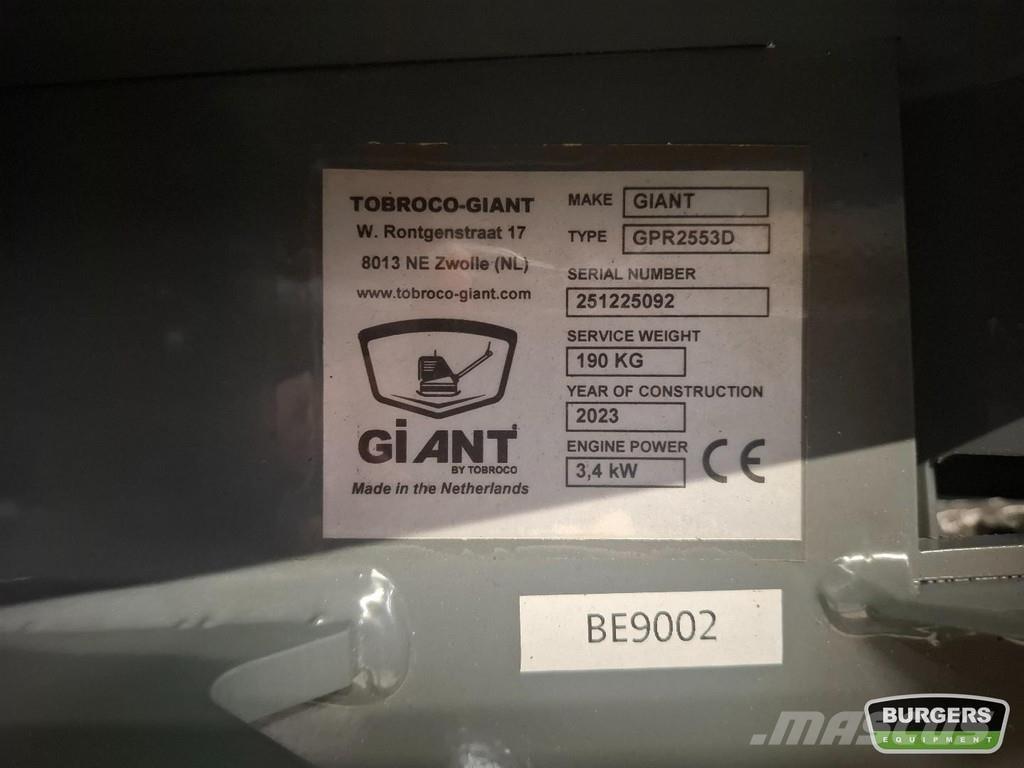 TOBROCO-GIANT
W. Rontgenstraat 17
8013 NE Zwolle (NL)
www.tobroco-giant.com
GiANT
BY TOBROCO
Made in the Netherlands
MAKE GIANT
TYPE GPR2553D
SERIAL NUMBER
251225092
SERVICE WEIGHT
190 KG
YEAR OF CONSTRUCTION
2023
ENGINE POWER
3,4 kW
CE
BE9002
MASCUS
BURGERS
EQUIPMENT